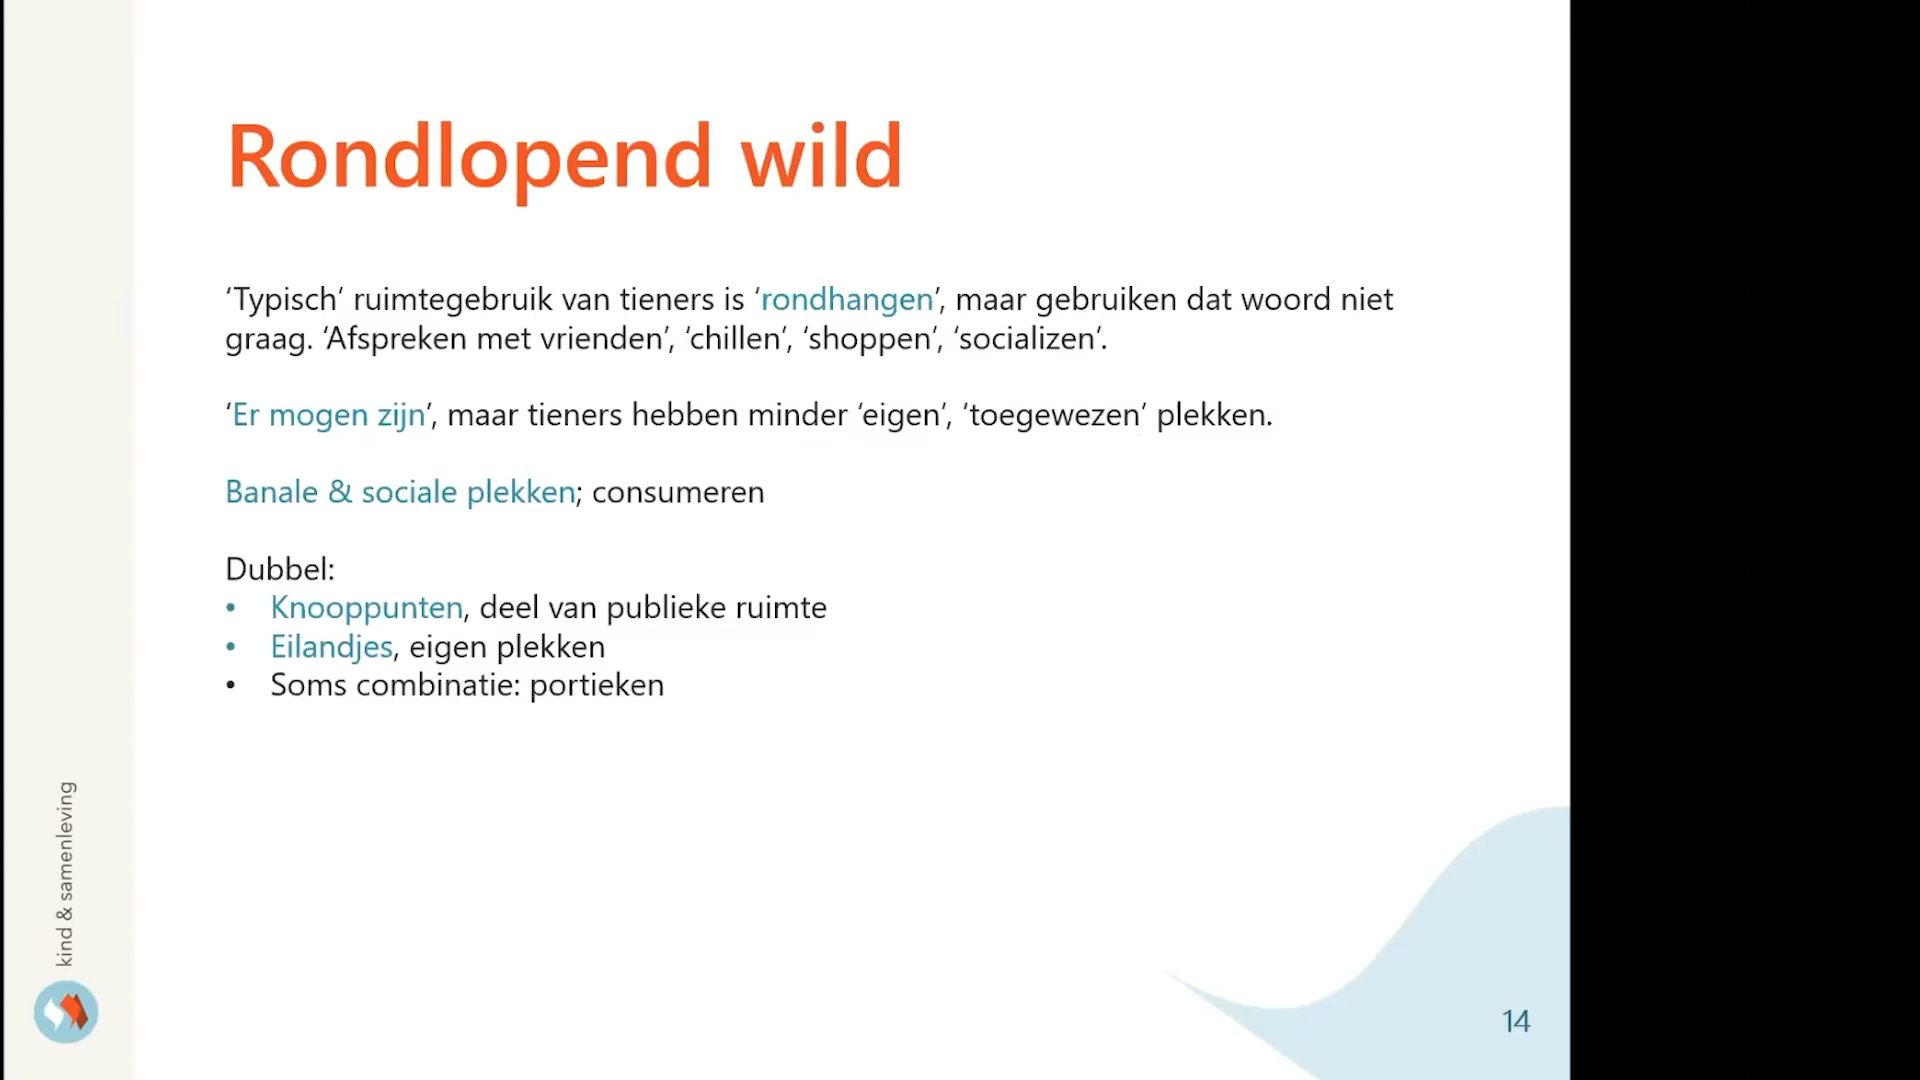 Rondlopend wild
‘Typisch’ ruimtegebruik van tieners is ‘rondhangen’, maar gebruiken dat woord niet
graag. ‘Afspreken met vrienden’, ‘chillen’, ‘shoppen’, ‘socializen’.
‘Er mogen zijn’, maar tieners hebben minder ‘eigen’, ‘toegewezen’ plekken.
Banale & sociale plekken; consumeren
Dubbel:
• Knooppunten, deel van publieke ruimte
• Eilandjes, eigen plekken
• Soms combinatie: portieken
kind & samenleving
14